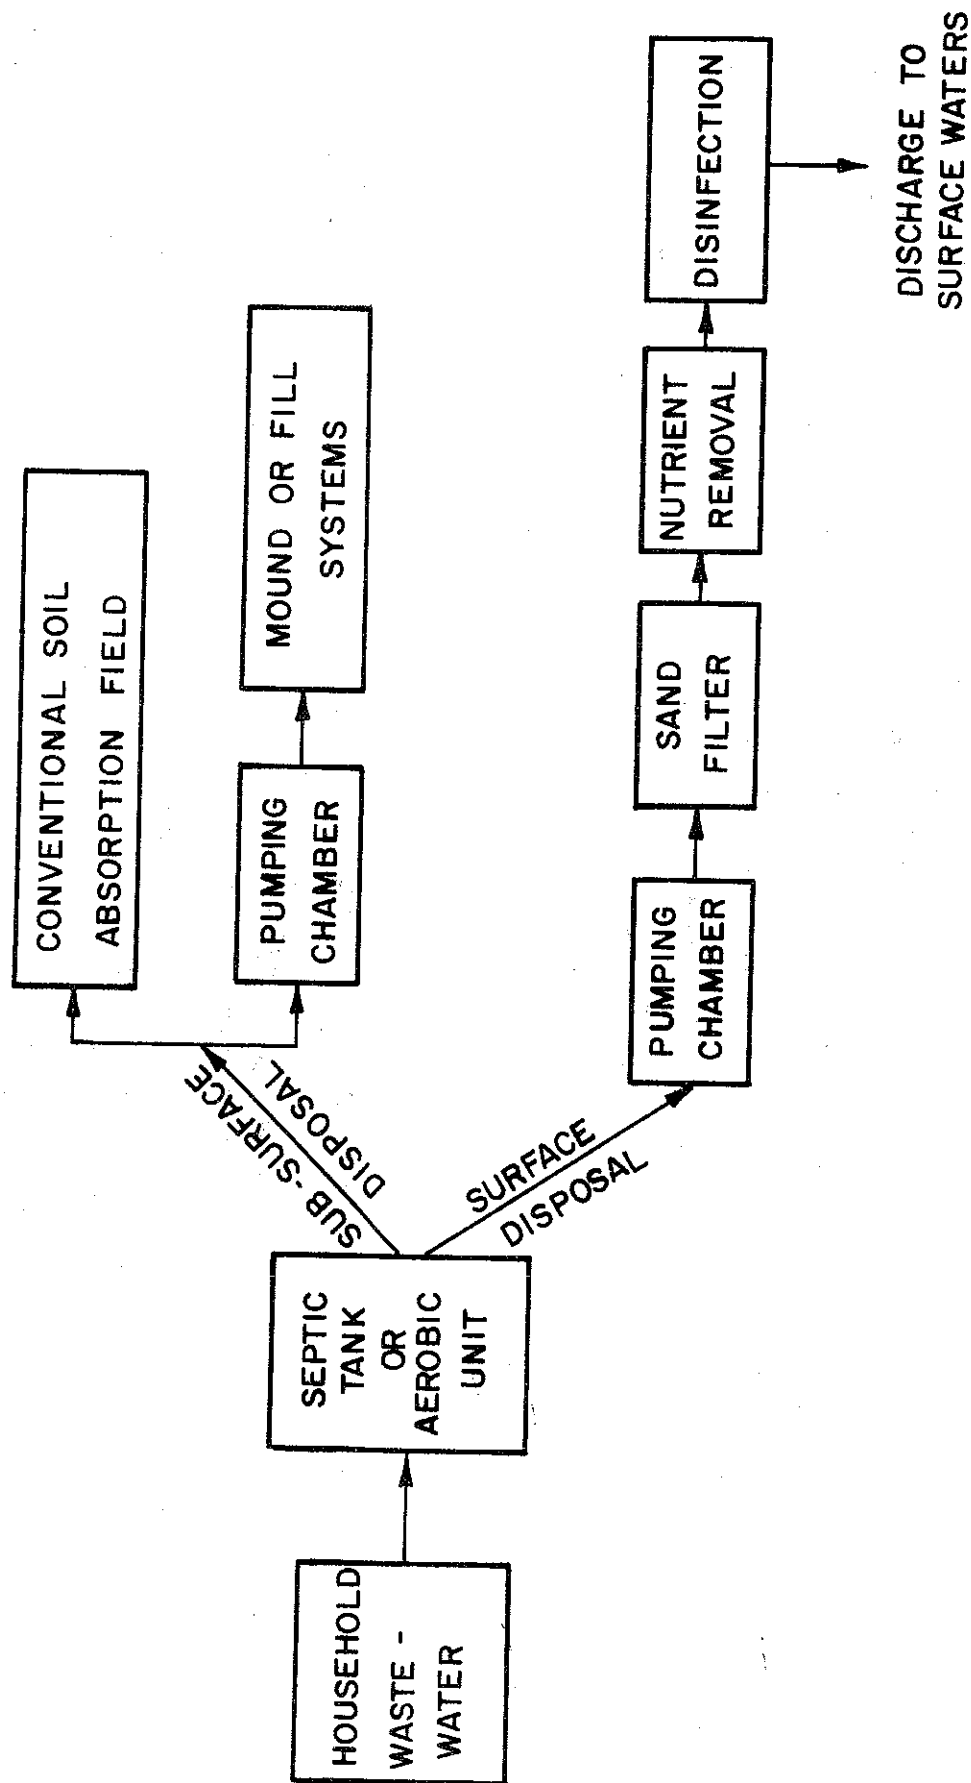 HOUSEHOLD
WASTE -
WATER
SEPTIC
TANK
OR
AEROBIC
UNIT
SUB-SURFACE
DISPOSAL
CONVENTIONAL SOIL
ABSORPTION FIELD
PUMPING
CHAMBER
MOUND OR FILL
SYSTEMS
SURFACE
DISPOSAL
PUMPING
CHAMBER
SAND
FILTER
NUTRIENT
REMOVAL
DISINFECTION
DISCHARGE TO
SURFACE WATERS